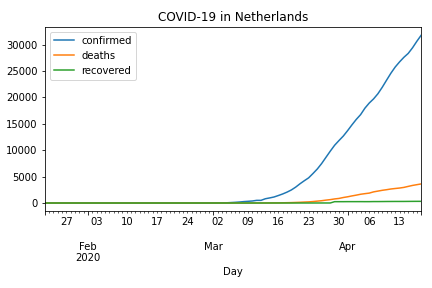 COVID-19 in Netherlands
confirmed
deaths
recovered
30000
25000
20000
15000
10000
5000
0
27 03 10 17 24 02 09 16 23 30 06 13
Feb Mar Apr
2020
Day